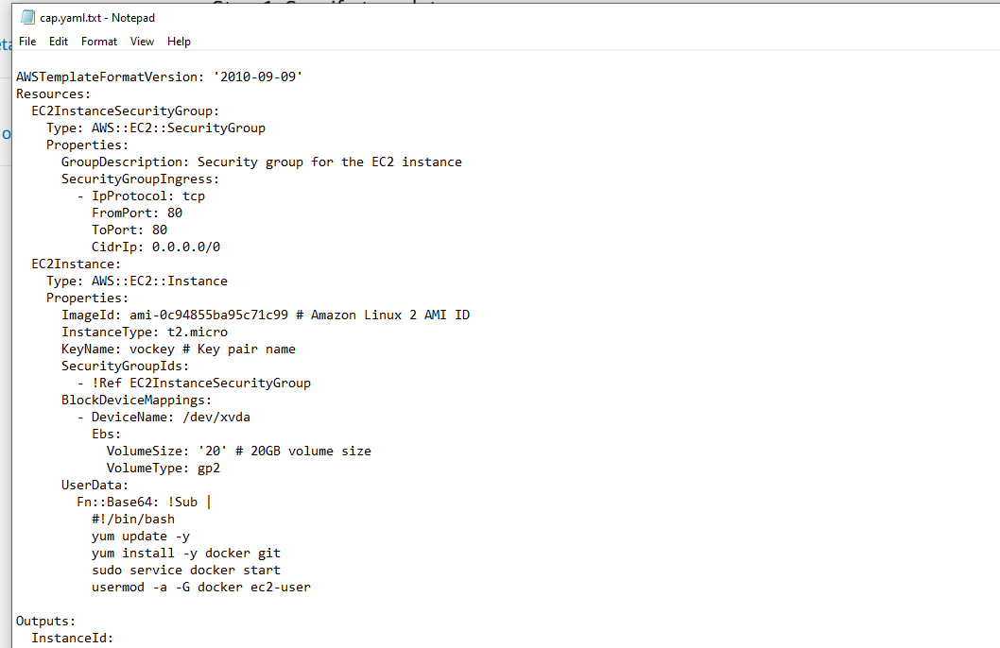 cap.yaml.txt - Notepad
File Edit Format View Help
AWSTemplateFormatVersion: '2010-09-09'
Resources:
  EC2InstanceSecurityGroup:
    Type: AWS::EC2::SecurityGroup
    Properties:
      GroupDescription: Security group for the EC2 instance
      SecurityGroupIngress:
        - IpProtocol: tcp
          FromPort: 80
          ToPort: 80
          CidrIp: 0.0.0.0/0
  EC2Instance:
    Type: AWS::EC2::Instance
    Properties:
      ImageId: ami-0c94855ba95c71c99 # Amazon Linux 2 AMI ID
      InstanceType: t2.micro
      KeyName: vockey # Key pair name
      SecurityGroupIds:
        - !Ref EC2InstanceSecurityGroup
      BlockDeviceMappings:
        - DeviceName: /dev/xvda
          Ebs:
            VolumeSize: '20' # 20GB volume size
            VolumeType: gp2
      UserData:
        Fn::Base64: !Sub |
          #!/bin/bash
          yum update -y
          yum install -y docker git
          sudo service docker start
          usermod -a -G docker ec2-user
Outputs:
  InstanceId: